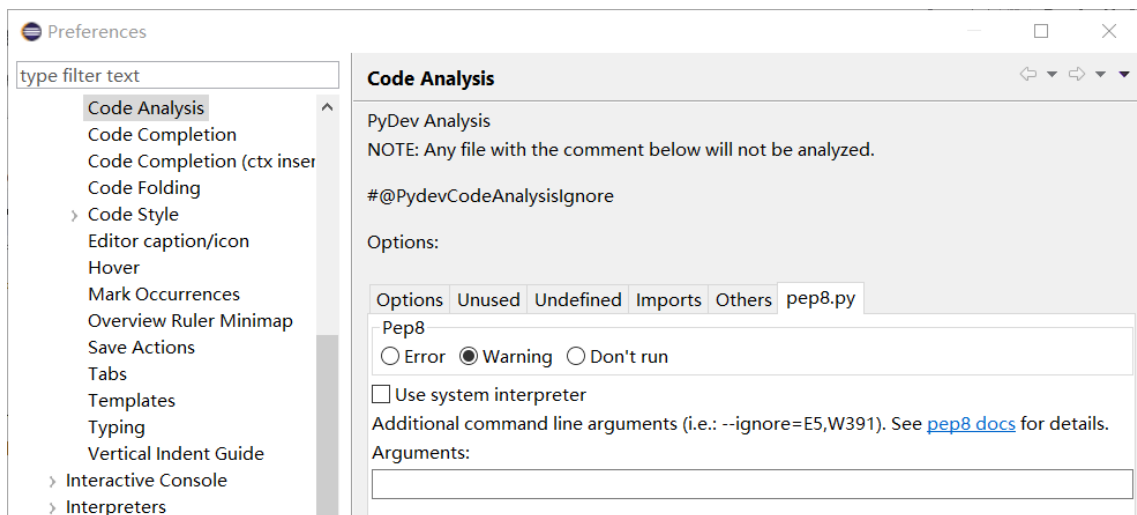 Preferences
type filter text
Code Analysis
Code Completion
Code Completion (ctx inser
Code Folding
Code Style
Editor caption/icon
Hover
Mark Occurrences
Overview Ruler Minimap
Save Actions
Tabs
Templates
Typing
Vertical Indent Guide
Interactive Console
Interpreters
Code Analysis
PyDev Analysis
NOTE: Any file with the comment below will not be analyzed.
#@PydevCodeAnalysisIgnore
Options:
Options Unused Undefined Imports Others pep8.py
Pep8
Error Warning Don't run
Use system interpreter
Additional command line arguments (i.e.: --ignore=E5,W391). See pep8 docs for details.
Arguments: